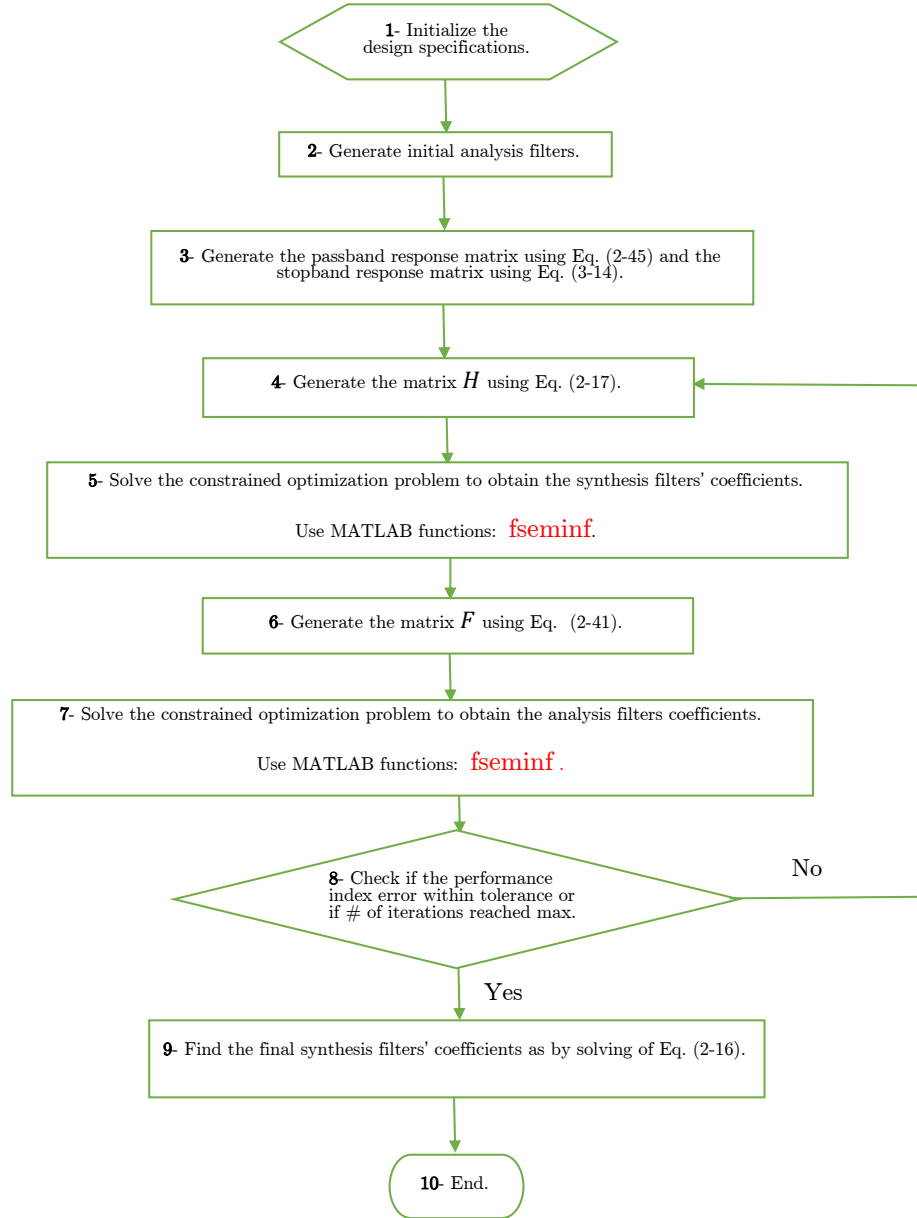 1- Initialize the
design specifications.
2- Generate initial analysis filters.
3- Generate the passband response matrix using Eq. (2-45) and the
stopband response matrix using Eq. (3-14).
4- Generate the matrix H using Eq. (2-17).
5- Solve the constrained optimization problem to obtain the synthesis filters' coefficients.
Use MATLAB functions: fseminf.
6- Generate the matrix F using Eq. (2-41).
7- Solve the constrained optimization problem to obtain the analysis filters coefficients.
Use MATLAB functions: fseminf .
8- Check if the performance
index error within tolerance or
if # of iterations reached max.
No
Yes
9- Find the final synthesis filters' coefficients as by solving of Eq. (2-16).
10- End.